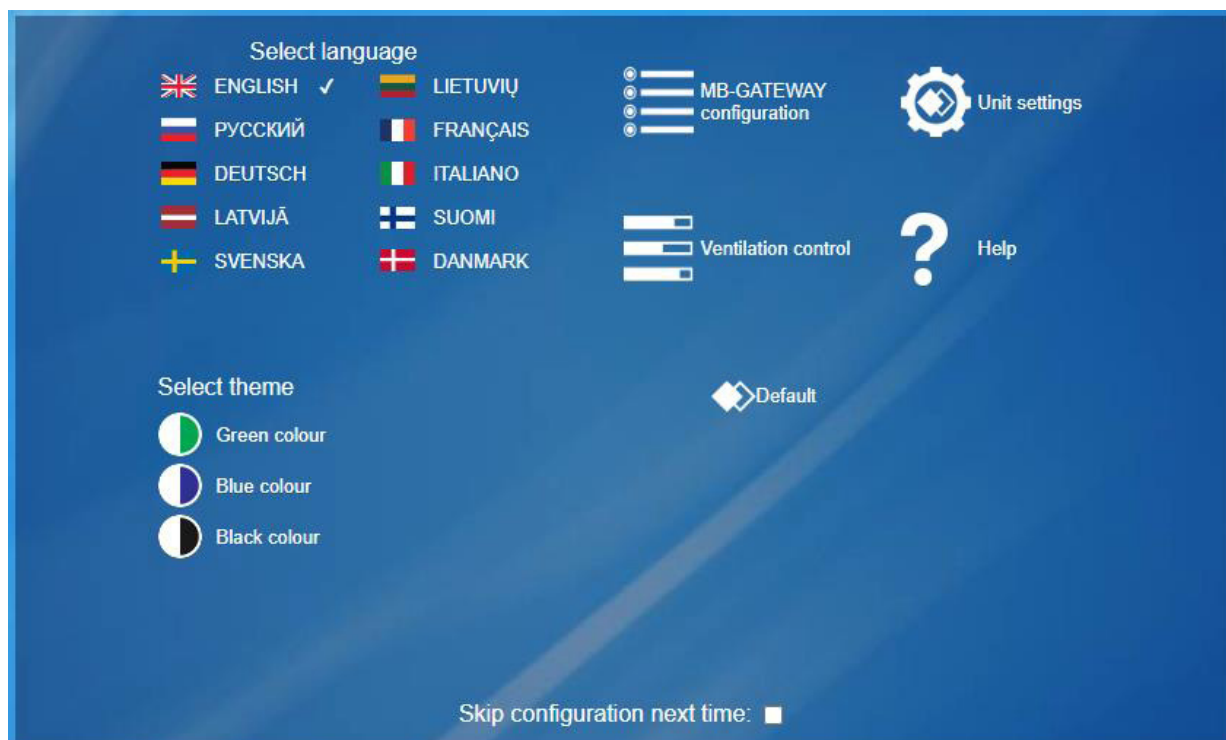 Select language
ENGLISH ✓
LIETUVIŲ
РУССКИЙ
FRANÇAIS
DEUTSCH
ITALIANO
LATVIJĀ
SUOMI
SVENSKA
DANMARK
MB-GATEWAY
configuration
Unit settings
Ventilation control
Help
Select theme
Green colour
Blue colour
Black colour
Default
Skip configuration next time: